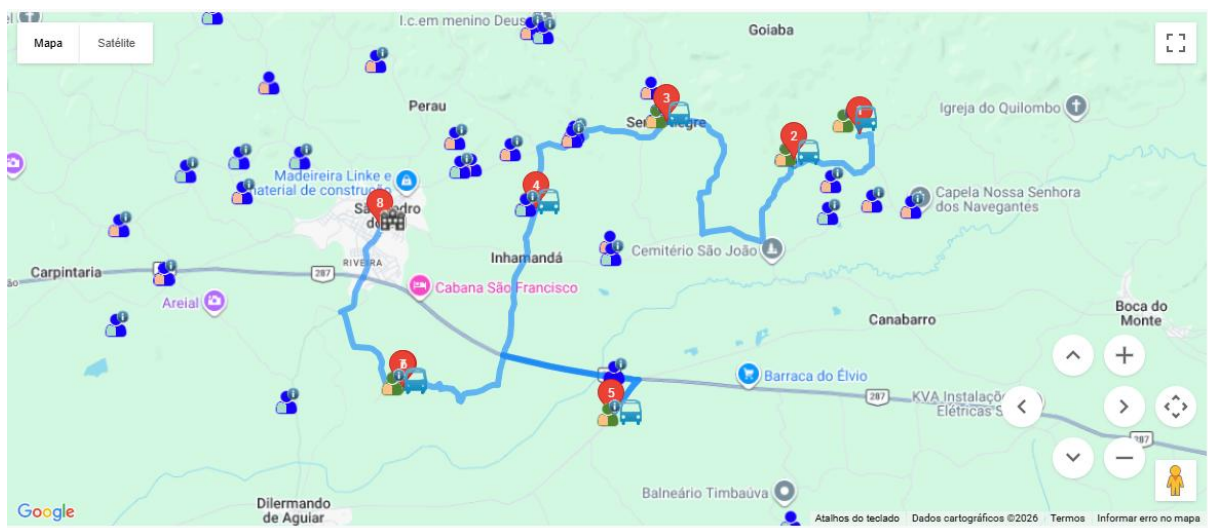 I.c.em menino Deus
Goiaba
Mapa
Satélite
Perau
3
Igreja do Quilombo
2
Madeireira Linke e
material de construção
4
Capela Nossa Senhora
dos Navegantes
8
RIVEIRA
Inhamandá
Cemitério São João
Carpintaria
287
Cabana São Francisco
Areial
Boca do
Monte
Canabarro
Barraca do Élvio
5
287
KVA Instalaçõ
Elétricas S
287
Balneário Timbaúva
Google
Dilermando
de Aguiar
Atalhos do teclado
Dados cartográficos ©2026
Termos
Informar erro no mapa